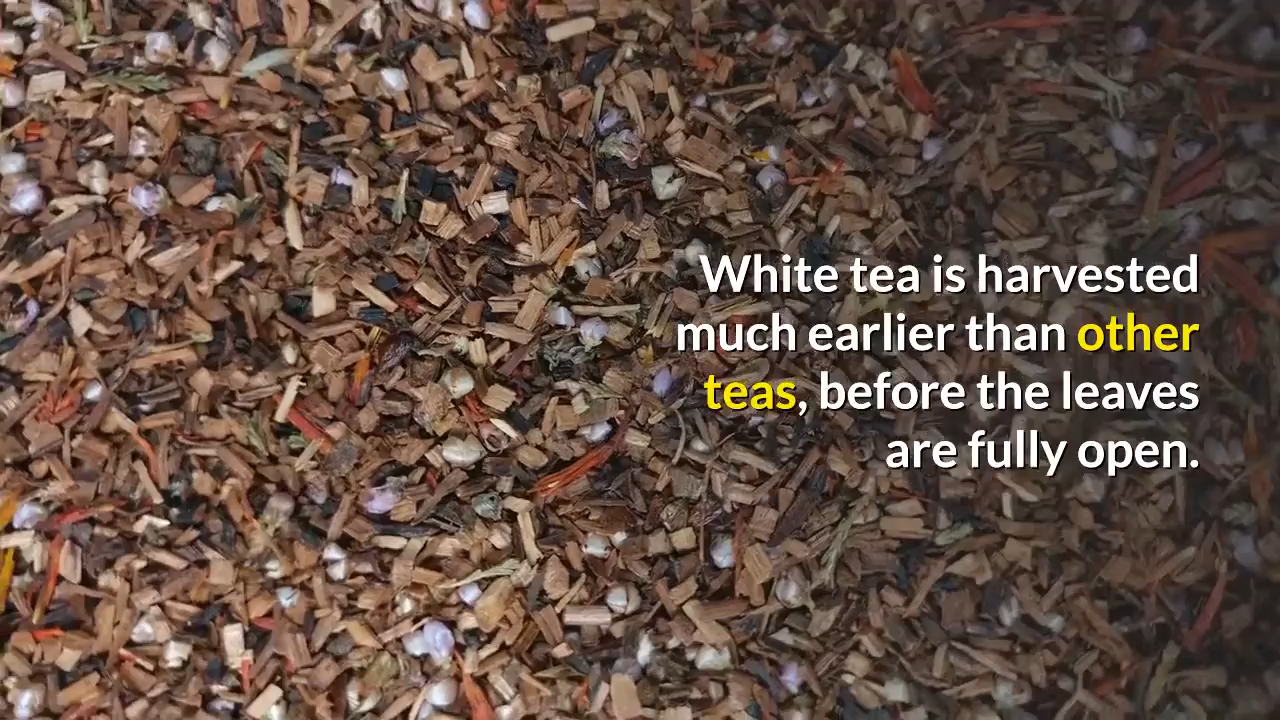 White tea is harvested
much earlier than other
teas, before the leaves
are fully open.